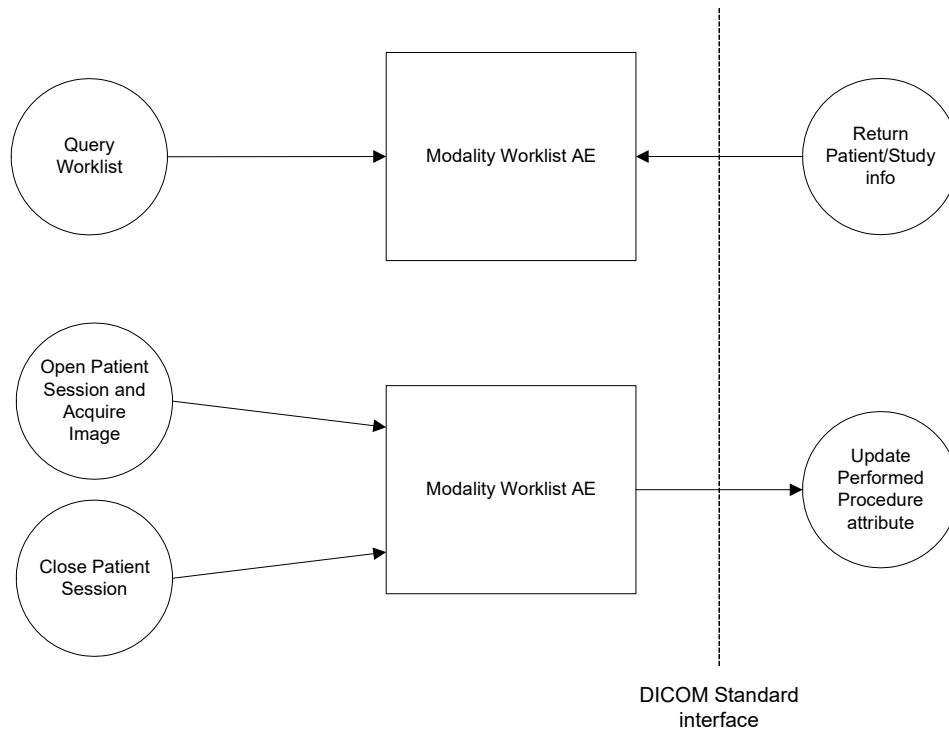 Query
Worklist
Modality Worklist AE
Return
Patient/Study
info
Open Patient
Session and
Acquire
Image
Modality Worklist AE
Update
Performed
Procedure
attribute
Close Patient
Session
DICOM Standard
interface